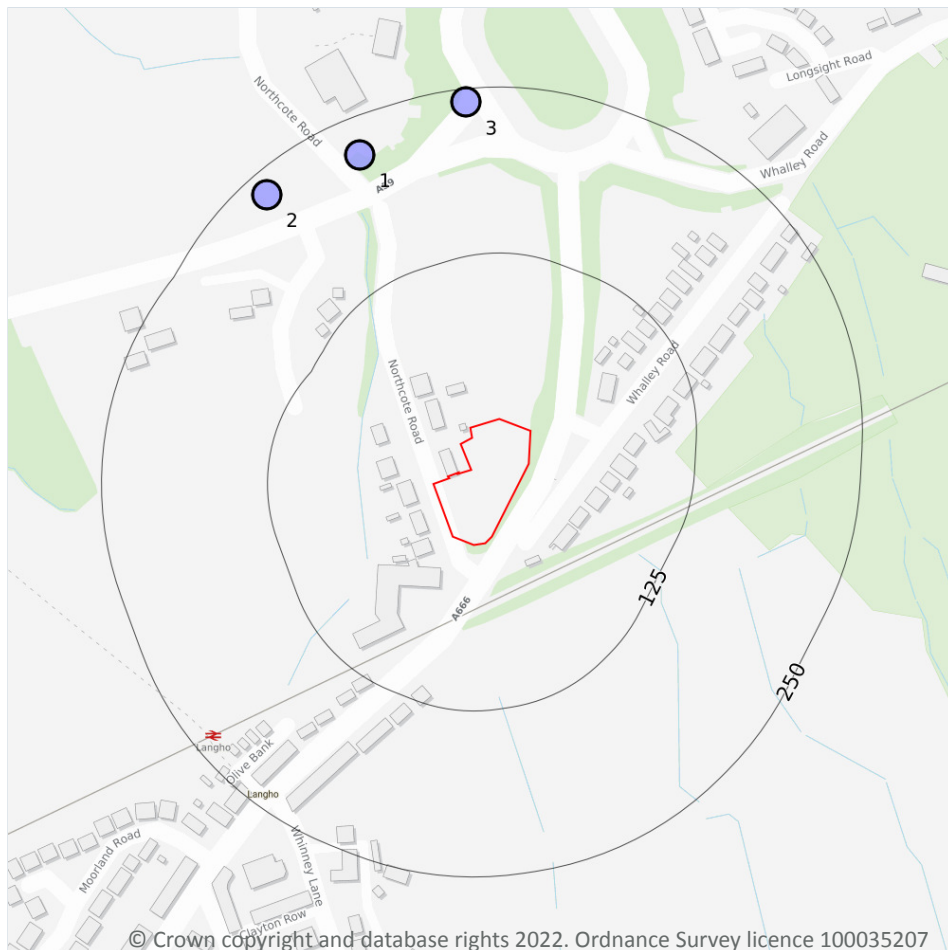 Longsight Road
Northcote Road
3
Whalley Road
1
A59
2
Whalley Road
Northcote Road
125
A666
250
Langho
Olive Bank
Langho
Moorland Road
Whinney Lane
Clayton Row
© Crown copyright and database rights 2022. Ordnance Survey licence 100035207